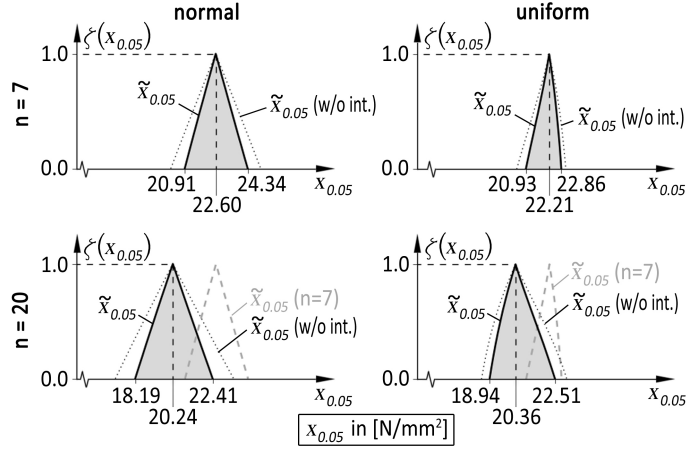 normal
uniform
n = 7
1.0
ζ(x0.05)
x̃0.05
x̃0.05 (w/o int.)
0.0
20.91
24.34
x0.05
22.60
1.0
ζ(x0.05)
x̃0.05
x̃0.05 (w/o int.)
0.0
20.93
22.86
x0.05
22.21
n = 20
1.0
ζ(x0.05)
x̃0.05
x̃0.05 (n=7)
x̃0.05 (w/o int.)
0.0
18.19
22.41
x0.05
20.24
1.0
ζ(x0.05)
x̃0.05
x̃0.05 (n=7)
x̃0.05 (w/o int.)
0.0
18.94
22.51
x0.05
20.36
x0.05 in [N/mm²]